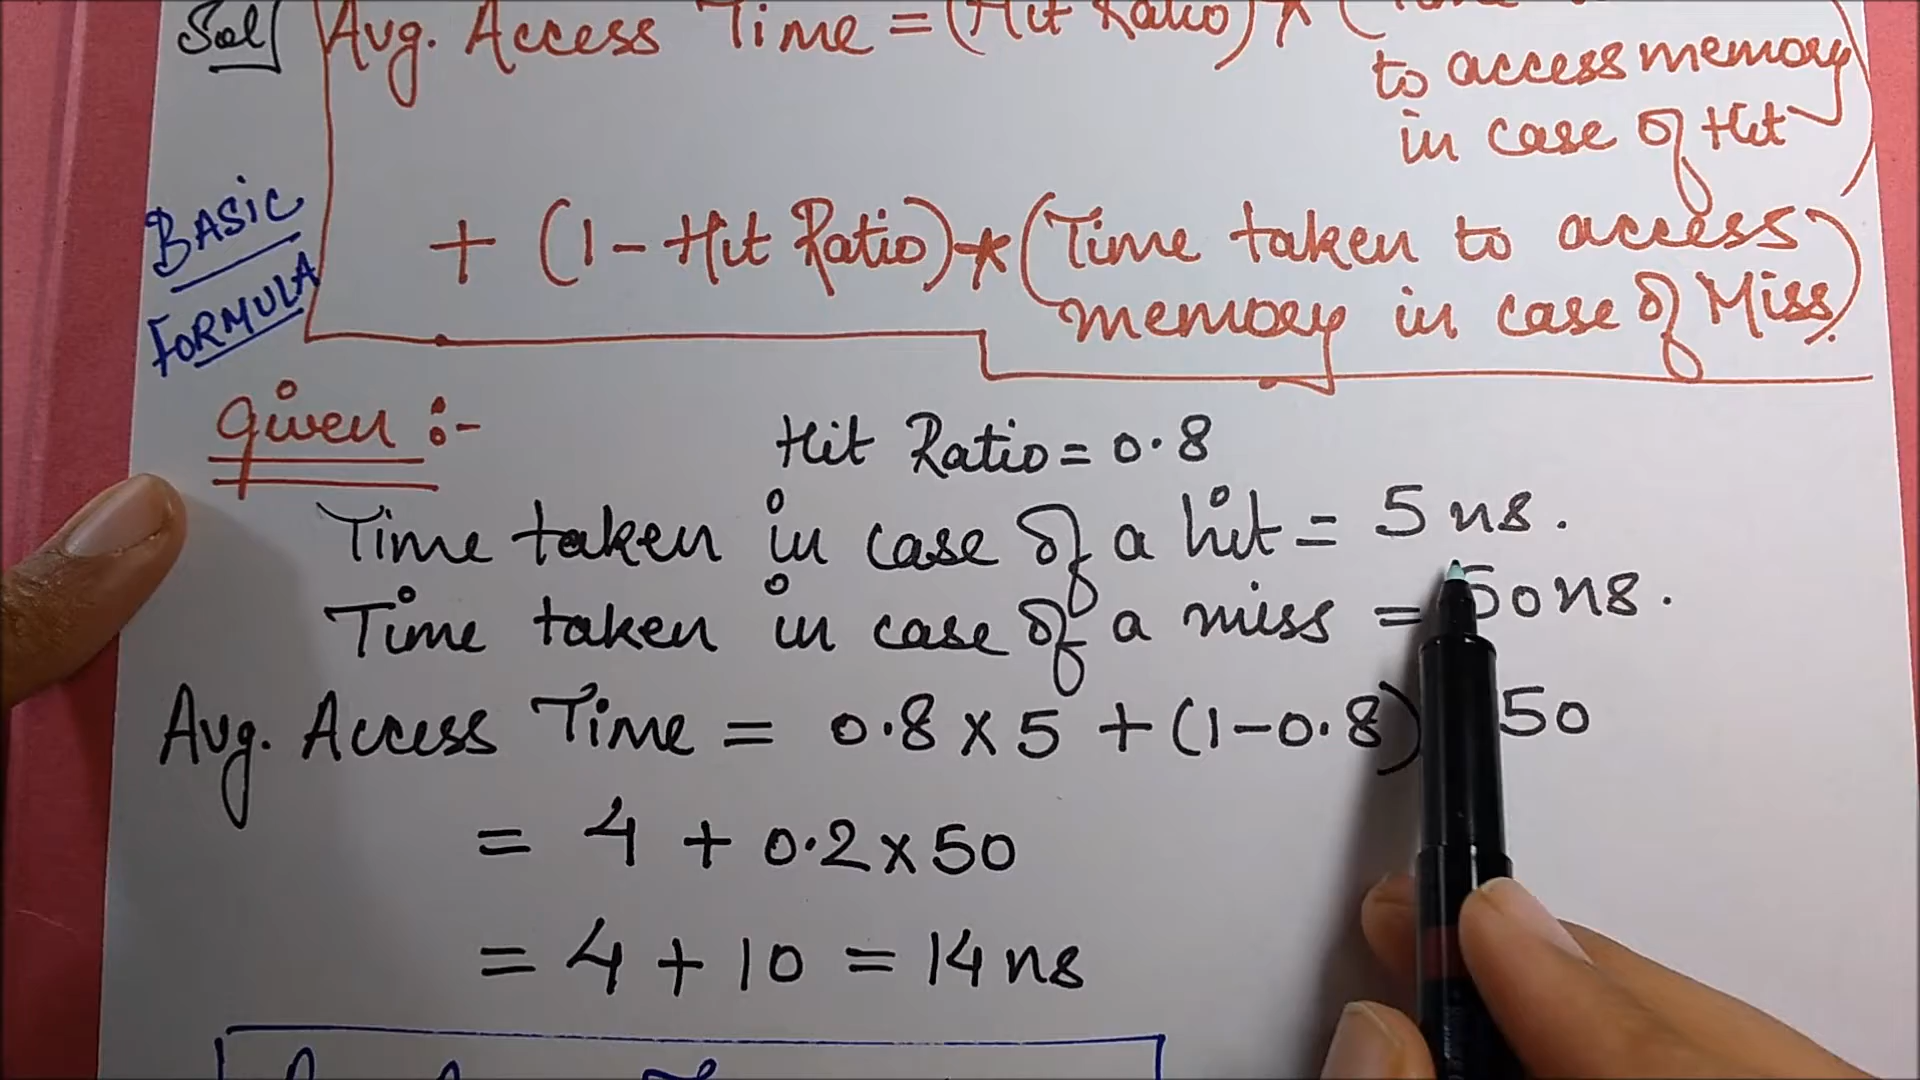 Sol Avg. Access Time = (Hit Ratio) * (
to access memory
in case of Hit)
BASIC
FORMULA
+ (1 - Hit Ratio) * (Time taken to access
memory in case of Miss)
Given :-
Hit Ratio = 0.8
Time taken in case of a hit = 5 ns.
Time taken in case of a miss = 50 ns.
Avg. Access Time = 0.8 x 5 + (1-0.8) 50
= 4 + 0.2 x 50
= 4 + 10 = 14 ns